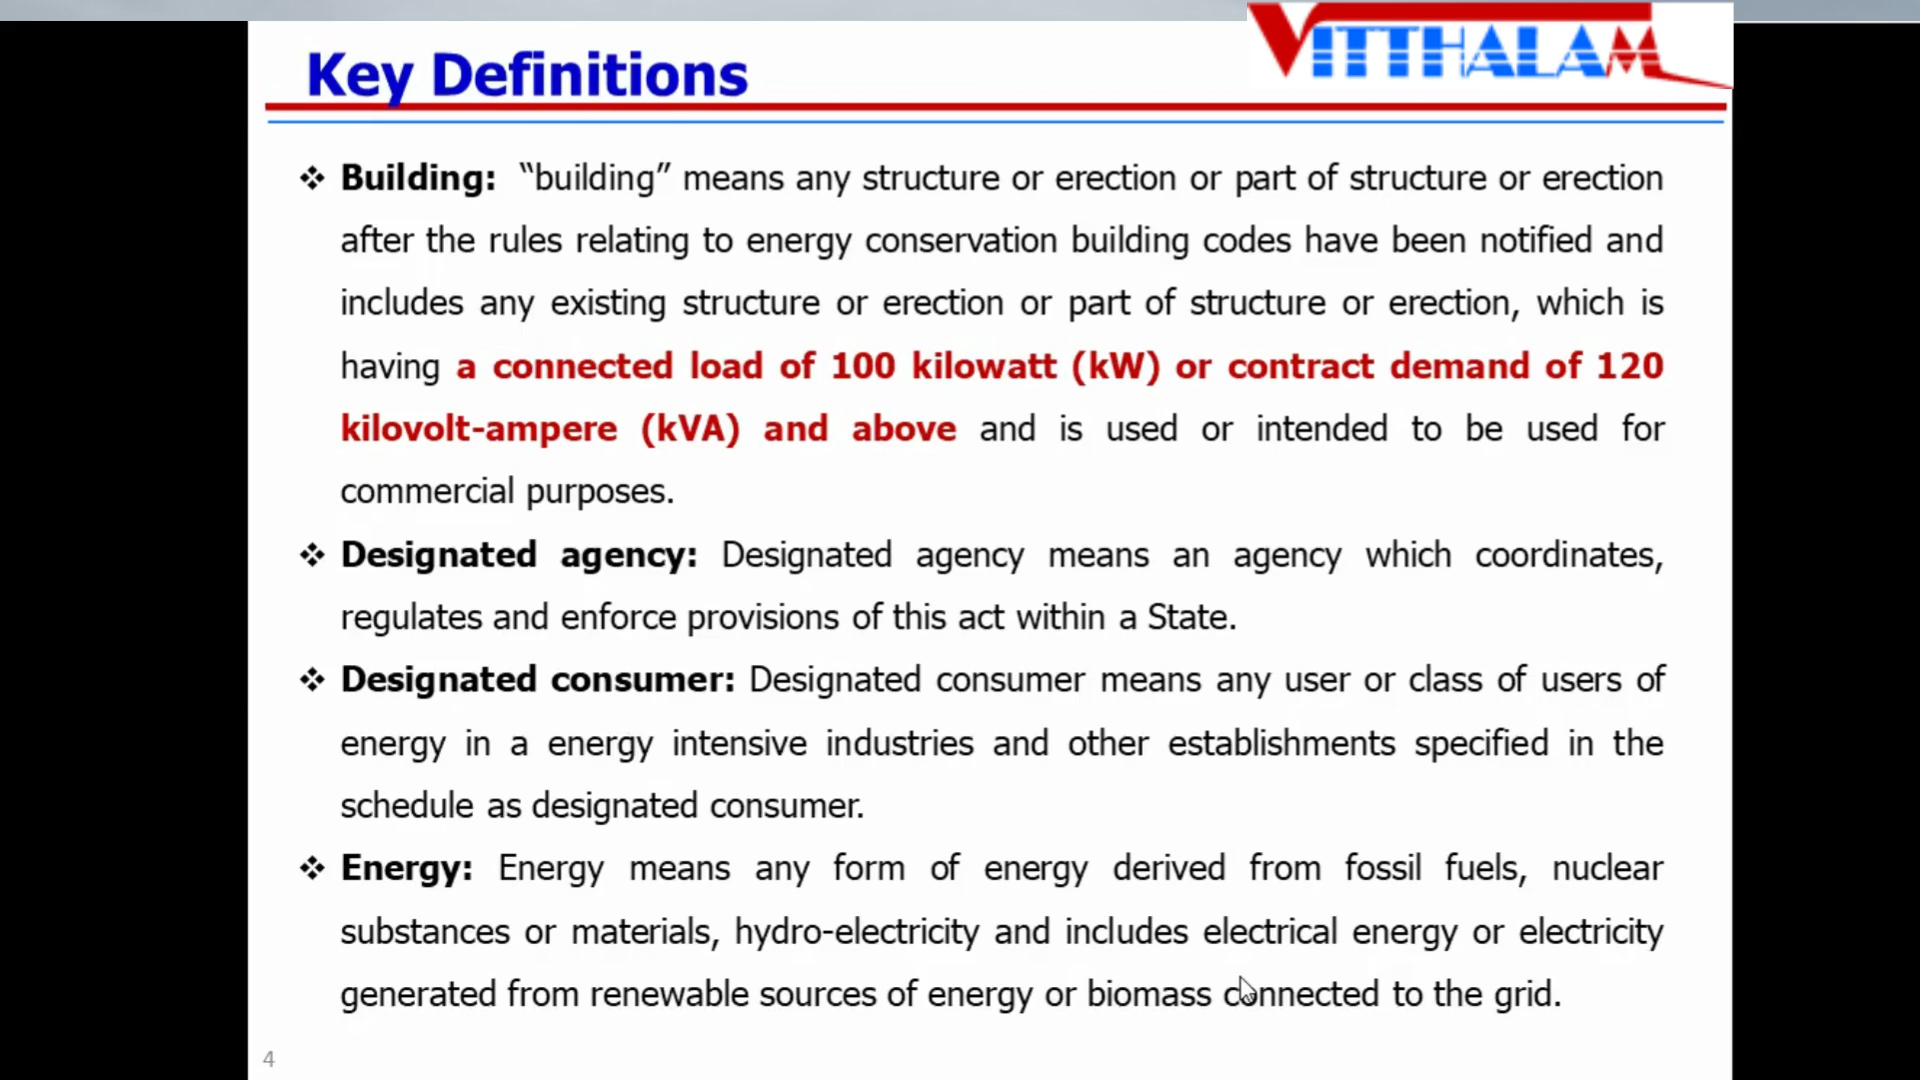 VITTHALAM
Key Definitions
❖ Building: “building” means any structure or erection or part of structure or erection
after the rules relating to energy conservation building codes have been notified and
includes any existing structure or erection or part of structure or erection, which is
having a connected load of 100 kilowatt (kW) or contract demand of 120
kilovolt-ampere (kVA) and above and is used or intended to be used for
commercial purposes.
❖ Designated agency: Designated agency means an agency which coordinates,
regulates and enforce provisions of this act within a State.
❖ Designated consumer: Designated consumer means any user or class of users of
energy in a energy intensive industries and other establishments specified in the
schedule as designated consumer.
❖ Energy: Energy means any form of energy derived from fossil fuels, nuclear
substances or materials, hydro-electricity and includes electrical energy or electricity
generated from renewable sources of energy or biomass connected to the grid.
4